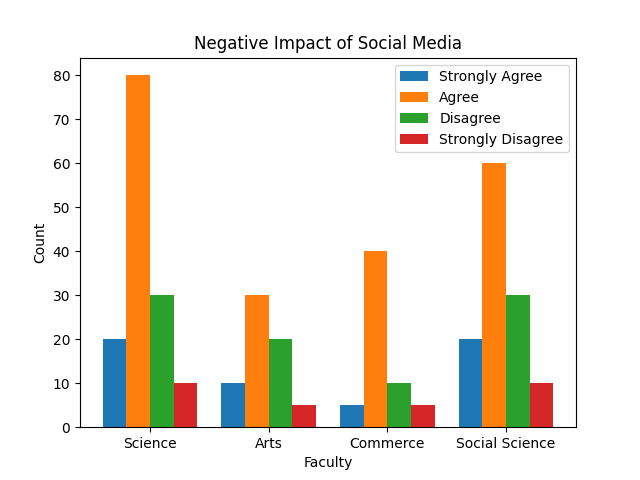 Negative Impact of Social Media
Strongly Agree
Agree
Disagree
Strongly Disagree
Count
80
70
60
50
40
30
20
10
0
Science
Arts
Commerce
Social Science
Faculty